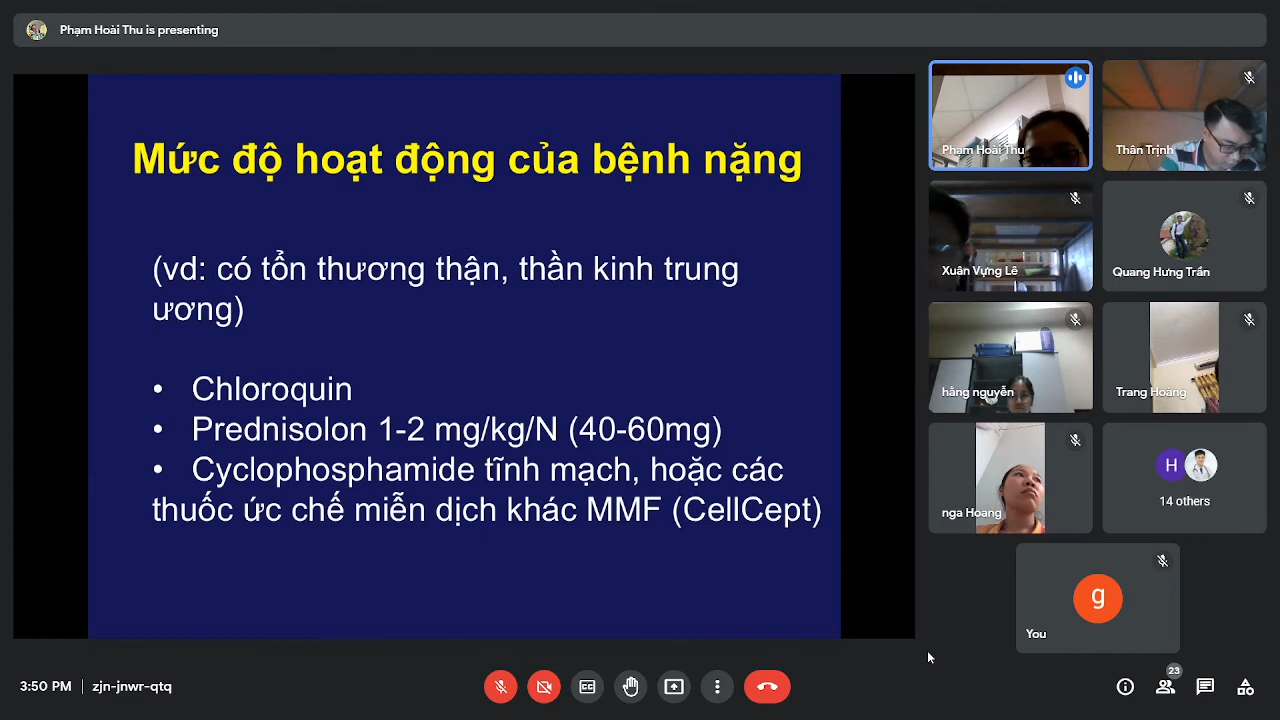 Phạm Hoài Thu is presenting
Mức độ hoạt động của bệnh nặng
(vd: có tổn thương thận, thần kinh trung
ương)
• Chloroquin
• Prednisolon 1-2 mg/kg/N (40-60mg)
• Cyclophosphamide tĩnh mạch, hoặc các
thuốc ức chế miễn dịch khác MMF (CellCept)
Phạm Hoài Thu
Thân Trịnh
Xuân Vựng Lê
Quang Hưng Trần
hằng nguyễn
Trang Hoàng
nga Hoang
H
14 others
g
You
3:50 PM
zjn-jnwr-qtq
23